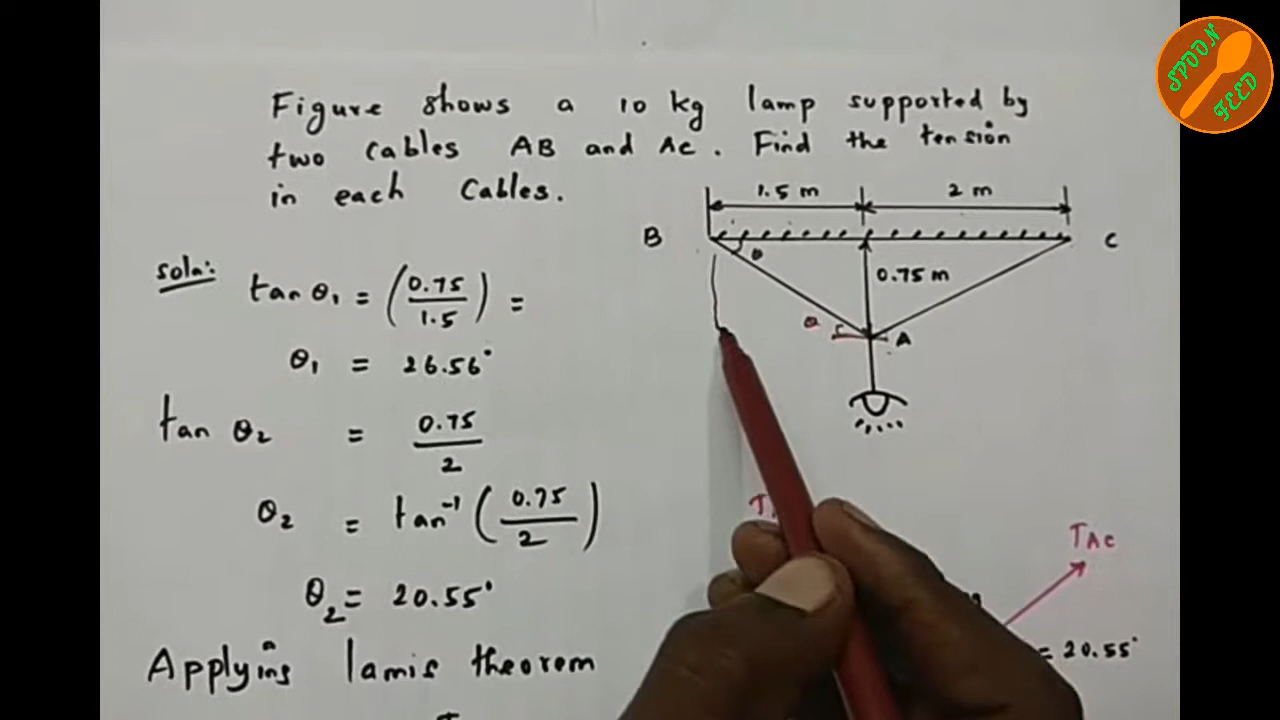 SPOON
FEED
Figure shows a 10 kg lamp supported by
two cables AB and AC. Find the tension
in each Cables.
1.5 m 2 m
B C
θ
0.75 m
θ A
soln:
tan θ1 = (0.75/1.5) =
θ1 = 26.56°
tan θ2 = 0.75/2
θ2 = tan-1 (0.75/2)
θ2 = 20.55°
TAC
= 20.55°
Applying lamis theorem